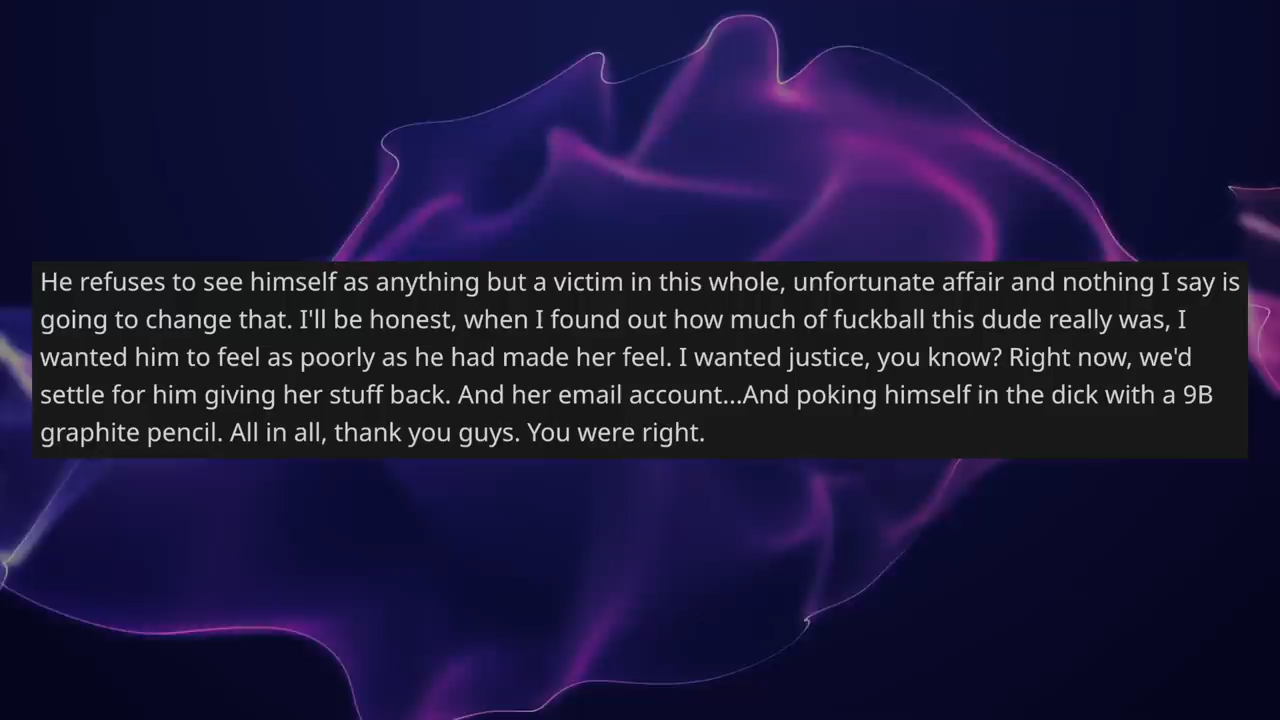 He refuses to see himself as anything but a victim in this whole, unfortunate affair and nothing I say is
going to change that. I'll be honest, when I found out how much of fuckball this dude really was, I
wanted him to feel as poorly as he had made her feel. I wanted justice, you know? Right now, we'd
settle for him giving her stuff back. And her email account...And poking himself in the dick with a 9B
graphite pencil. All in all, thank you guys. You were right.